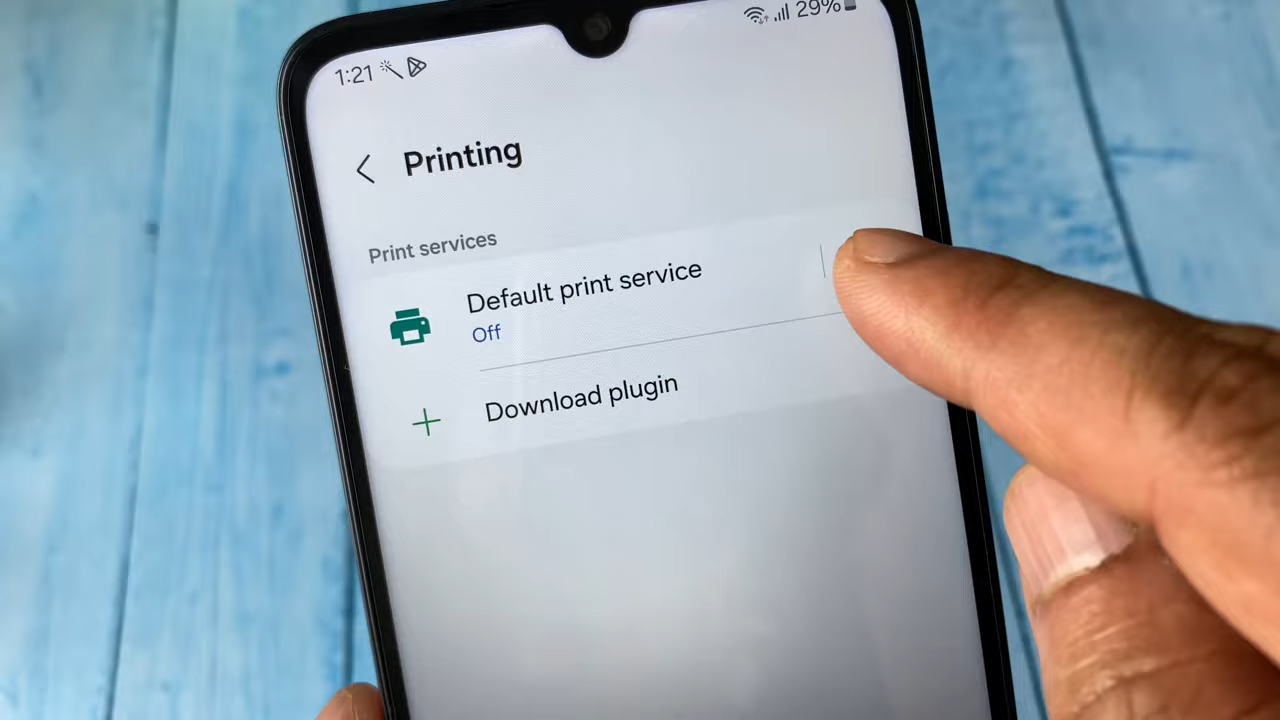 1:21
29%
Printing
Print services
Default print service
Off
Download plugin